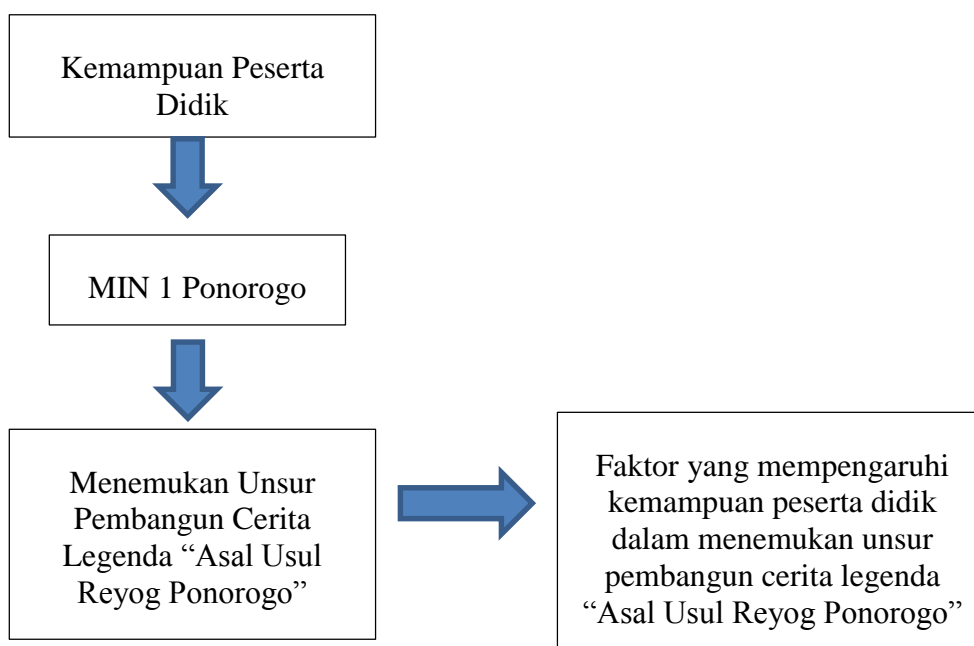 Kemampuan Peserta
Didik
MIN 1 Ponorogo
Menemukan Unsur
Pembangun Cerita
Legenda “Asal Usul
Reyog Ponorogo”
Faktor yang mempengaruhi
kemampuan peserta didik
dalam menemukan unsur
pembangun cerita legenda
“Asal Usul Reyog Ponorogo”